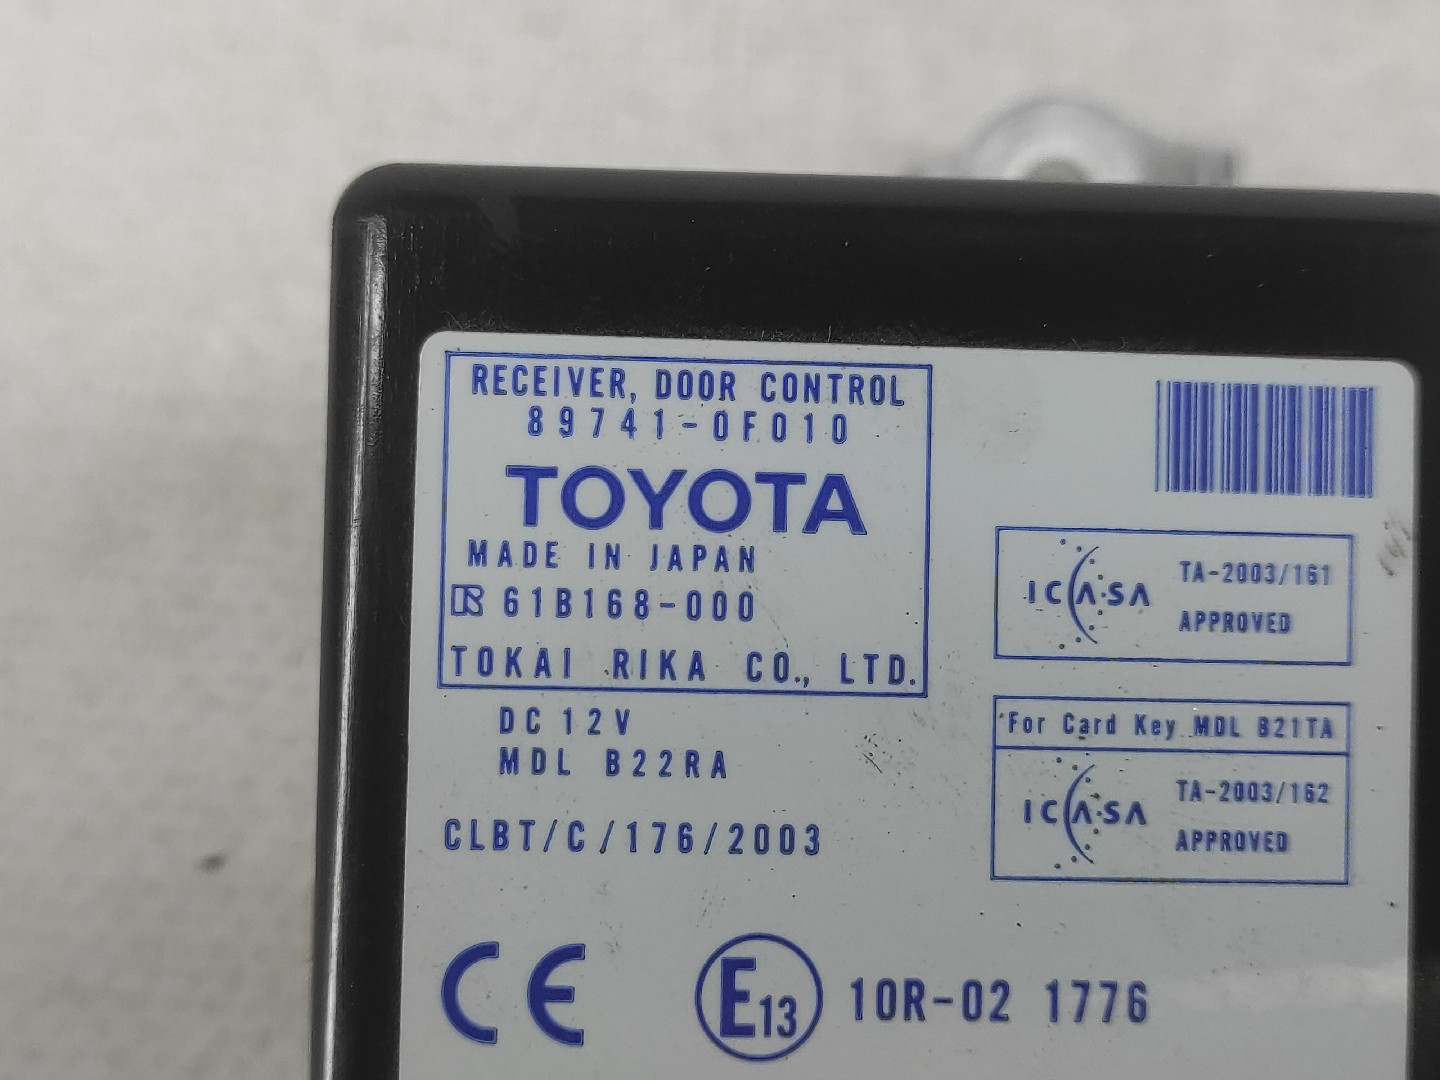 RECEIVER, DOOR CONTROL
89741-0F010
TOYOTA
MADE IN JAPAN
61B168-000
TOKAI RIKA CO., LTD.
DC 12V
MDL B22RA
CLBT/C/176/2003
CE
E13 10R-02 1776
ICASA TA-2003/161
APPROVED
For Card Key MDL B21TA
ICASA TA-2003/162
APPROVED